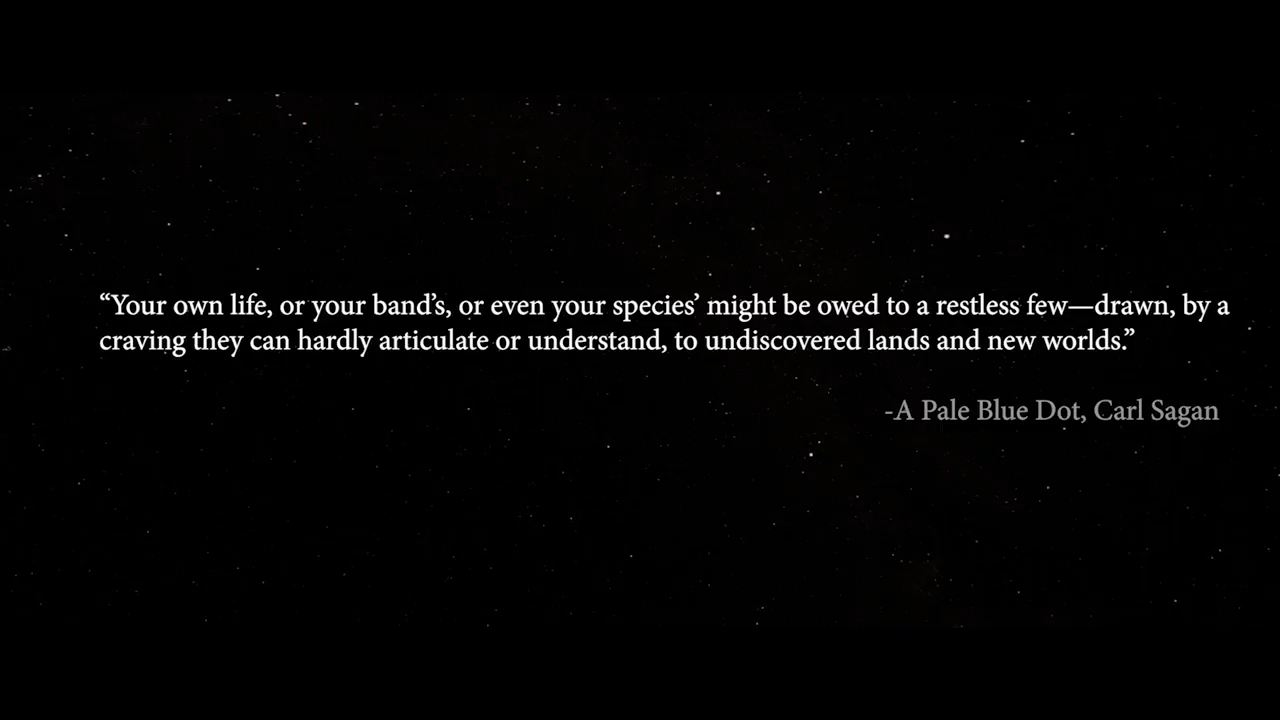 “Your own life, or your band’s, or even your species’ might be owed to a restless few—drawn, by a
craving they can hardly articulate or understand, to undiscovered lands and new worlds.”
-A Pale Blue Dot, Carl Sagan